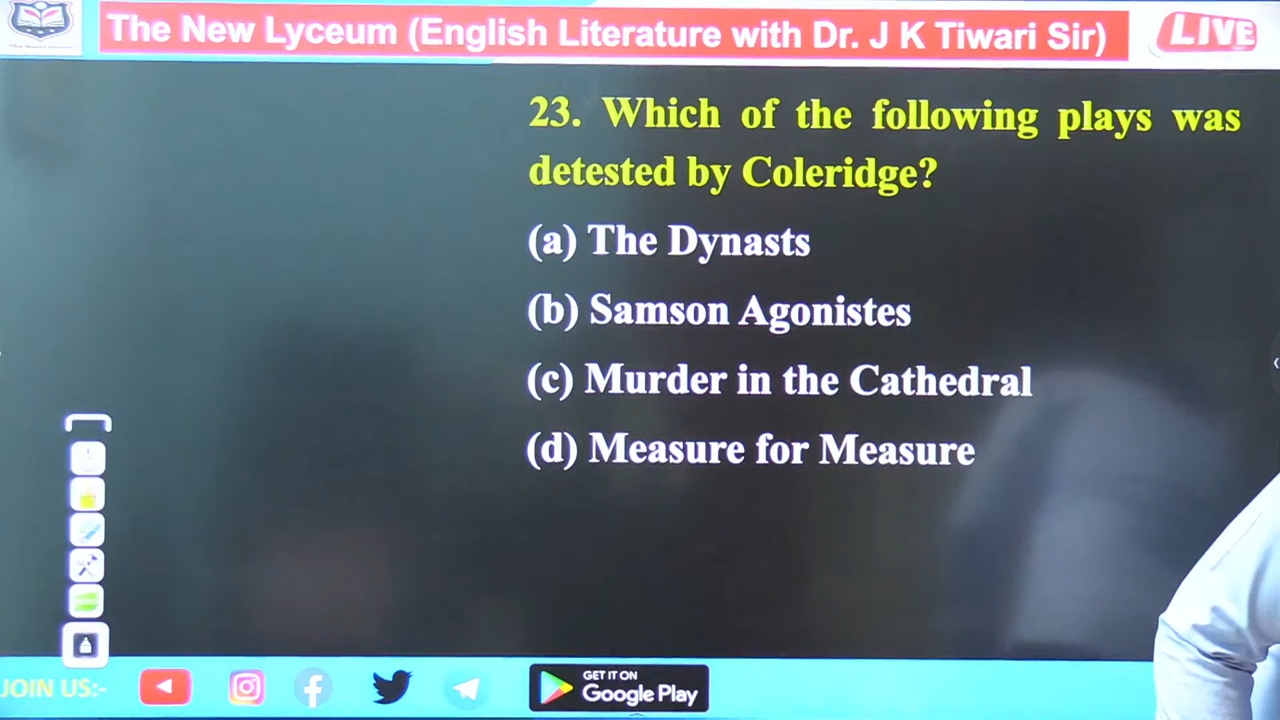 The New Lyceum (English Literature with Dr. J K Tiwari Sir)
LIVE
23. Which of the following plays was
detested by Coleridge?
(a) The Dynasts
(b) Samson Agonistes
(c) Murder in the Cathedral
(d) Measure for Measure
JOIN US:-
GET IT ON
Google Play